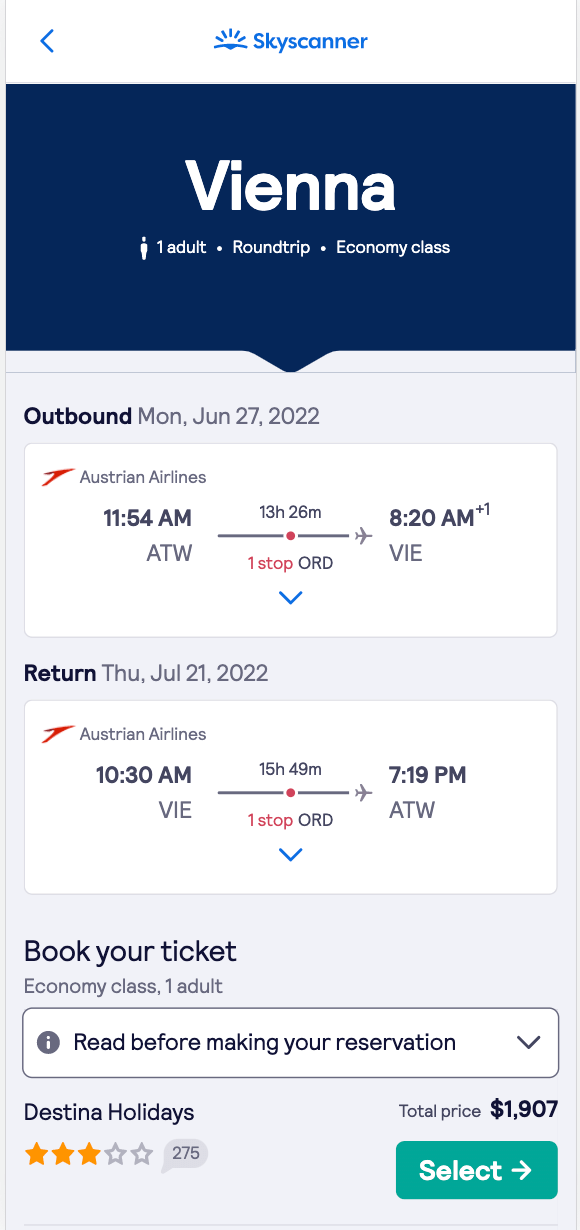 Skyscanner
Vienna
1 adult • Roundtrip • Economy class
Outbound Mon, Jun 27, 2022
Austrian Airlines
11:54 AM 13h 26m 8:20 AM+1
ATW 1 stop ORD VIE
Return Thu, Jul 21, 2022
Austrian Airlines
10:30 AM 15h 49m 7:19 PM
VIE 1 stop ORD ATW
Book your ticket
Economy class, 1 adult
Read before making your reservation
Destina Holidays Total price $1,907
275
Select →